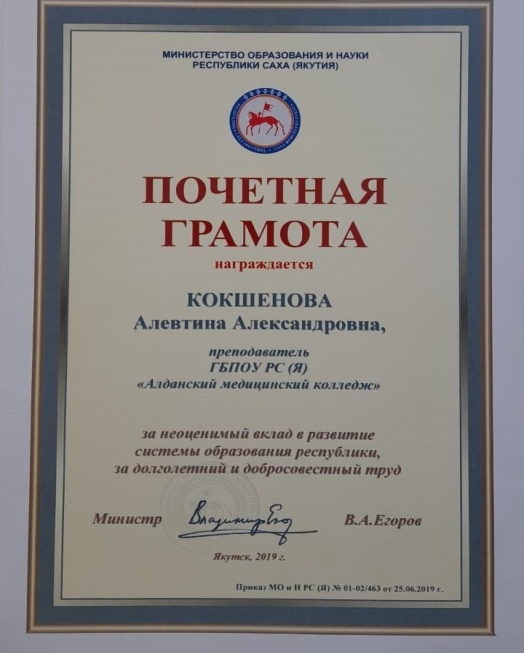 МИНИСТЕРСТВО ОБРАЗОВАНИЯ И НАУКИ
РЕСПУБЛИКИ САХА (ЯКУТИЯ)
ПОЧЕТНАЯ
ГРАМОТА
награждается
КОКШЕНОВА
Алевтина Александровна,
преподаватель
ГБПОУ РС (Я)
«Алданский медицинский колледж»
за неоценимый вклад в развитие
системы образования республики,
за долголетний и добросовестный труд
Министр В.А.Егоров
Якутск, 2019 г.
Приказ МО и Н РС (Я) № 01-02/463 от 25.06.2019 г.